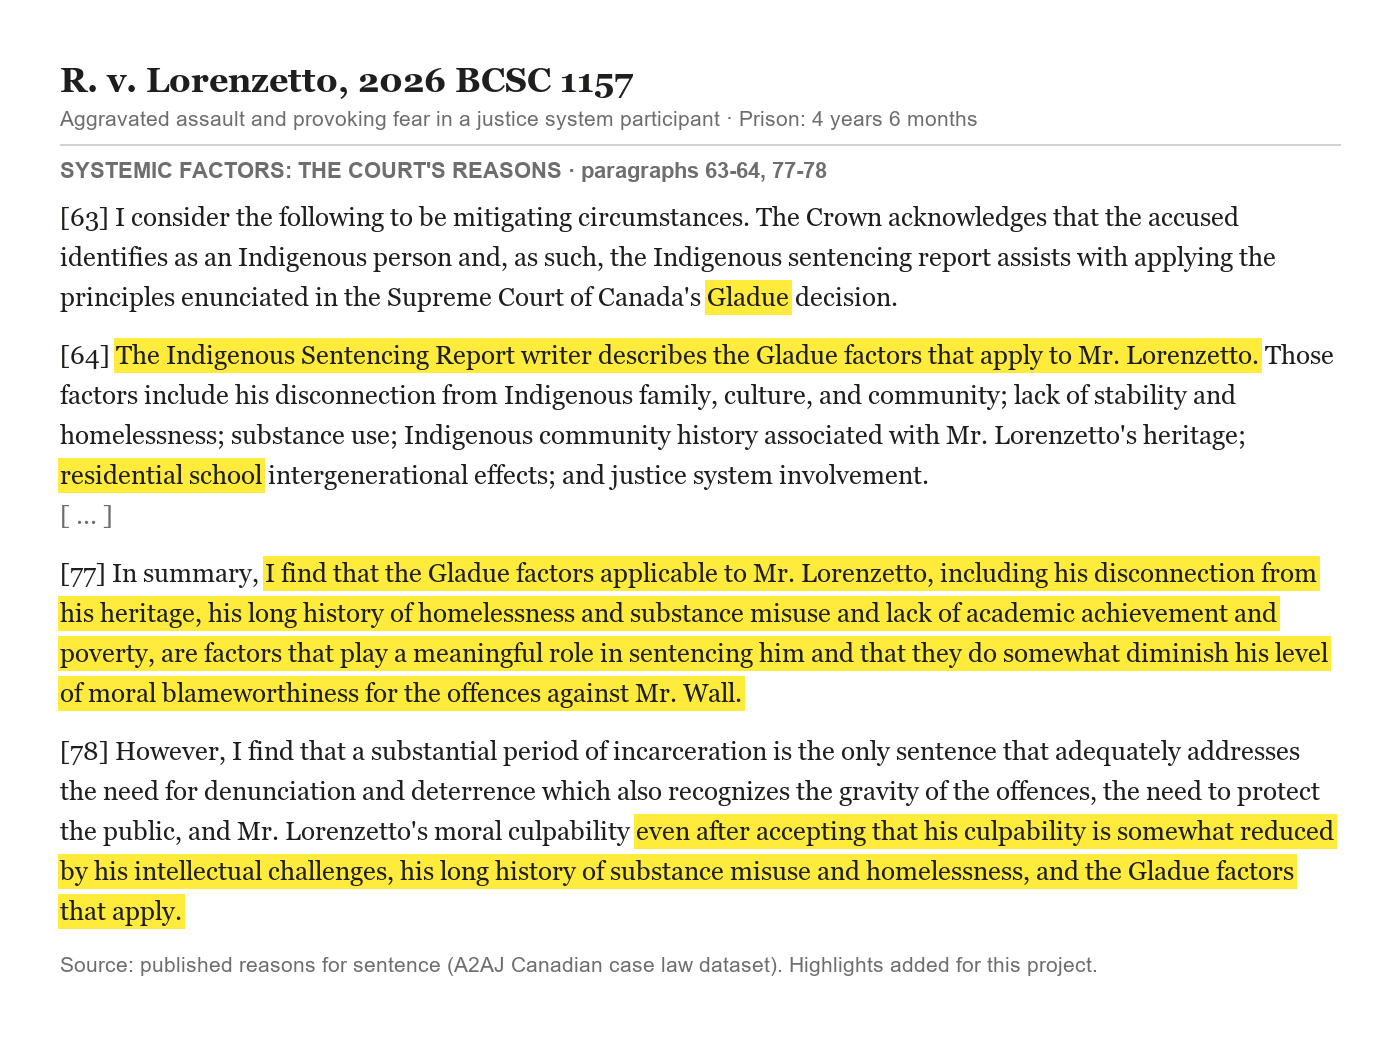 R. v. Lorenzetto, 2026 BCSC 1157
Aggravated assault and provoking fear in a justice system participant · Prison: 4 years 6 months
SYSTEMIC FACTORS: THE COURT'S REASONS · paragraphs 63-64, 77-78
[63] I consider the following to be mitigating circumstances. The Crown acknowledges that the accused
identifies as an Indigenous person and, as such, the Indigenous sentencing report assists with applying the
principles enunciated in the Supreme Court of Canada's Gladue decision.
[64] The Indigenous Sentencing Report writer describes the Gladue factors that apply to Mr. Lorenzetto. Those
factors include his disconnection from Indigenous family, culture, and community; lack of stability and
homelessness; substance use; Indigenous community history associated with Mr. Lorenzetto's heritage;
residential school intergenerational effects; and justice system involvement.
[ ... ]
[77] In summary, I find that the Gladue factors applicable to Mr. Lorenzetto, including his disconnection from
his heritage, his long history of homelessness and substance misuse and lack of academic achievement and
poverty, are factors that play a meaningful role in sentencing him and that they do somewhat diminish his level
of moral blameworthiness for the offences against Mr. Wall.
[78] However, I find that a substantial period of incarceration is the only sentence that adequately addresses
the need for denunciation and deterrence which also recognizes the gravity of the offences, the need to protect
the public, and Mr. Lorenzetto's moral culpability even after accepting that his culpability is somewhat reduced
by his intellectual challenges, his long history of substance misuse and homelessness, and the Gladue factors
that apply.
Source: published reasons for sentence (A2AJ Canadian case law dataset). Highlights added for this project.